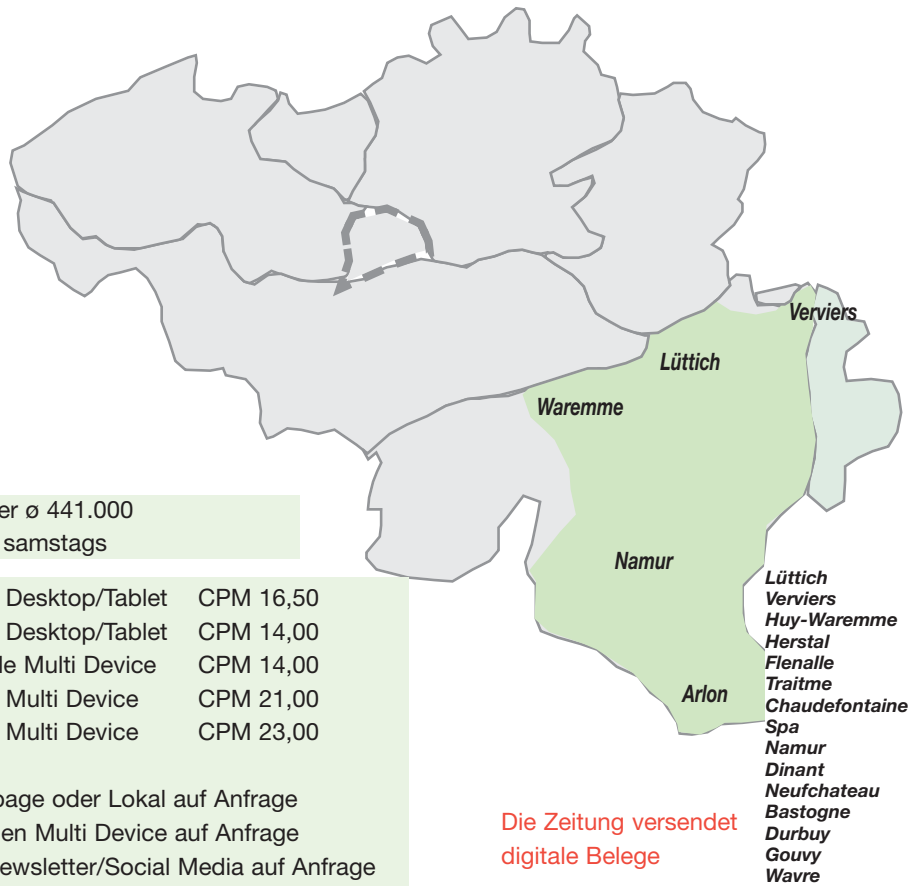 Verviers
Lüttich
Waremme
Namur
Arlon
er ø 441.000
samstags
Desktop/Tablet CPM 16,50
Desktop/Tablet CPM 14,00
le Multi Device CPM 14,00
Multi Device CPM 21,00
Multi Device CPM 23,00
page oder Lokal auf Anfrage
en Multi Device auf Anfrage
ewsletter/Social Media auf Anfrage
Die Zeitung versendet
digitale Belege
Lüttich
Verviers
Huy-Waremme
Herstal
Flenalle
Traitme
Chaudefontaine
Spa
Namur
Dinant
Neufchateau
Bastogne
Durbuy
Gouvy
Wavre